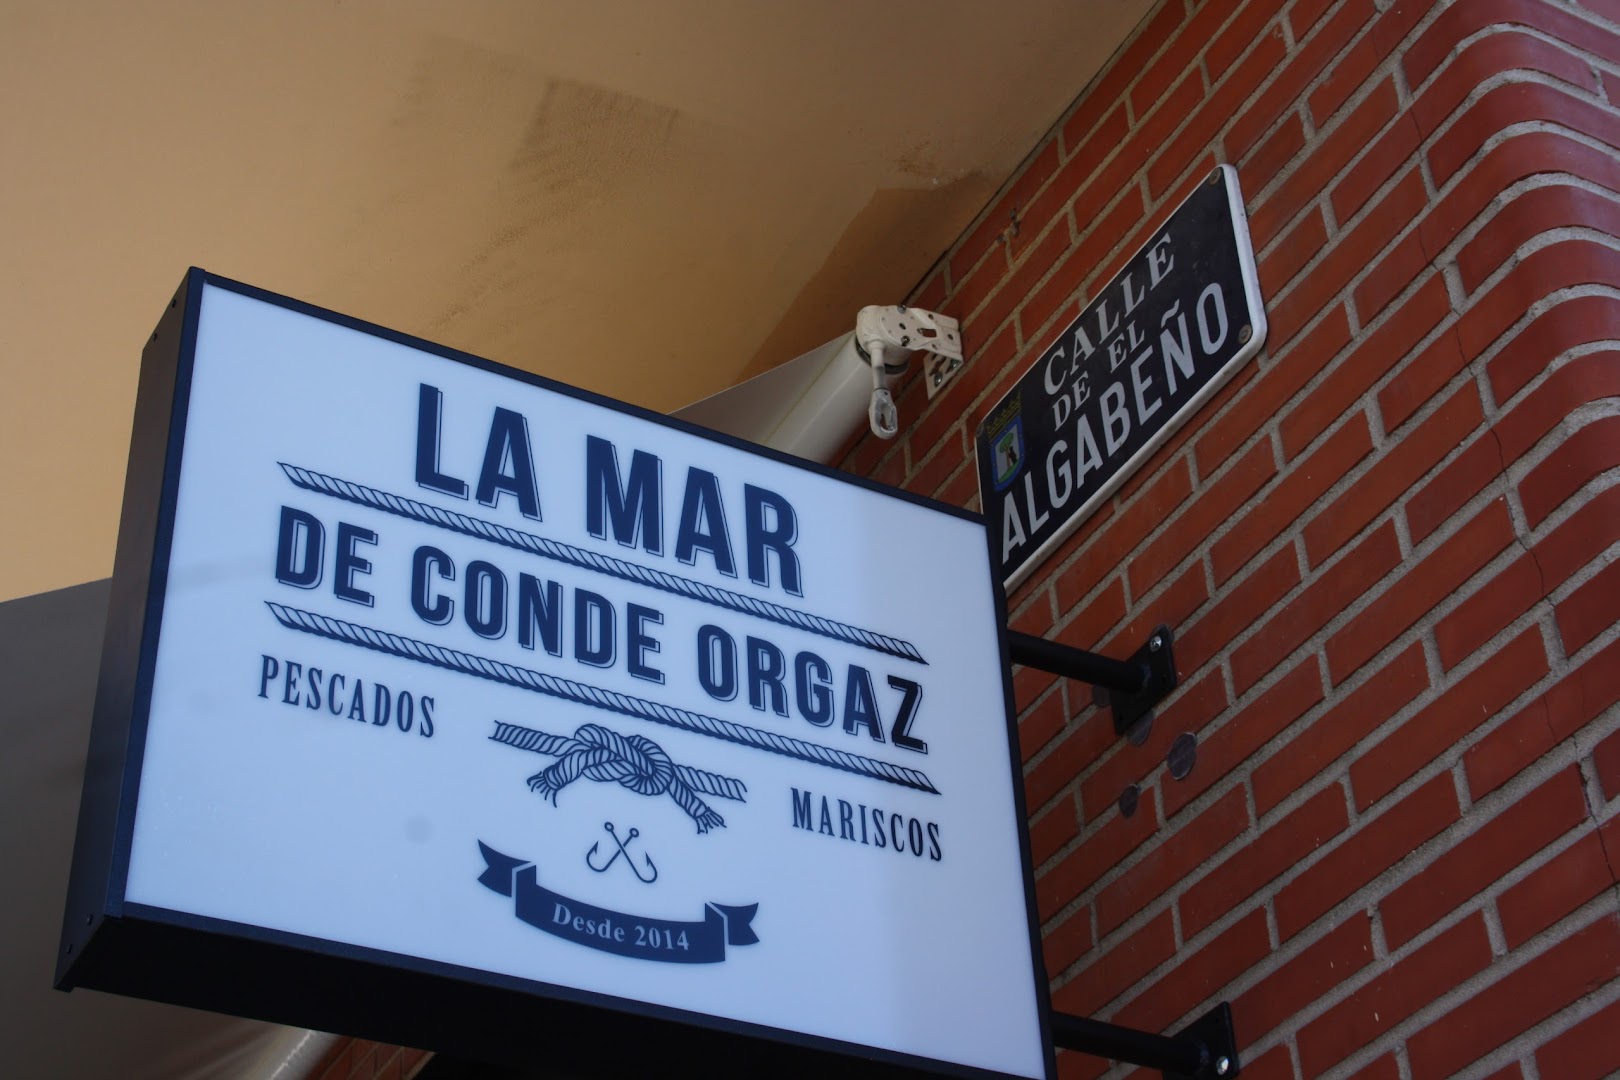 LA MAR
DE CONDE ORGAZ
PESCADOS
MARISCOS
Desde 2014
CALLE
DE EL
ALGABEÑO